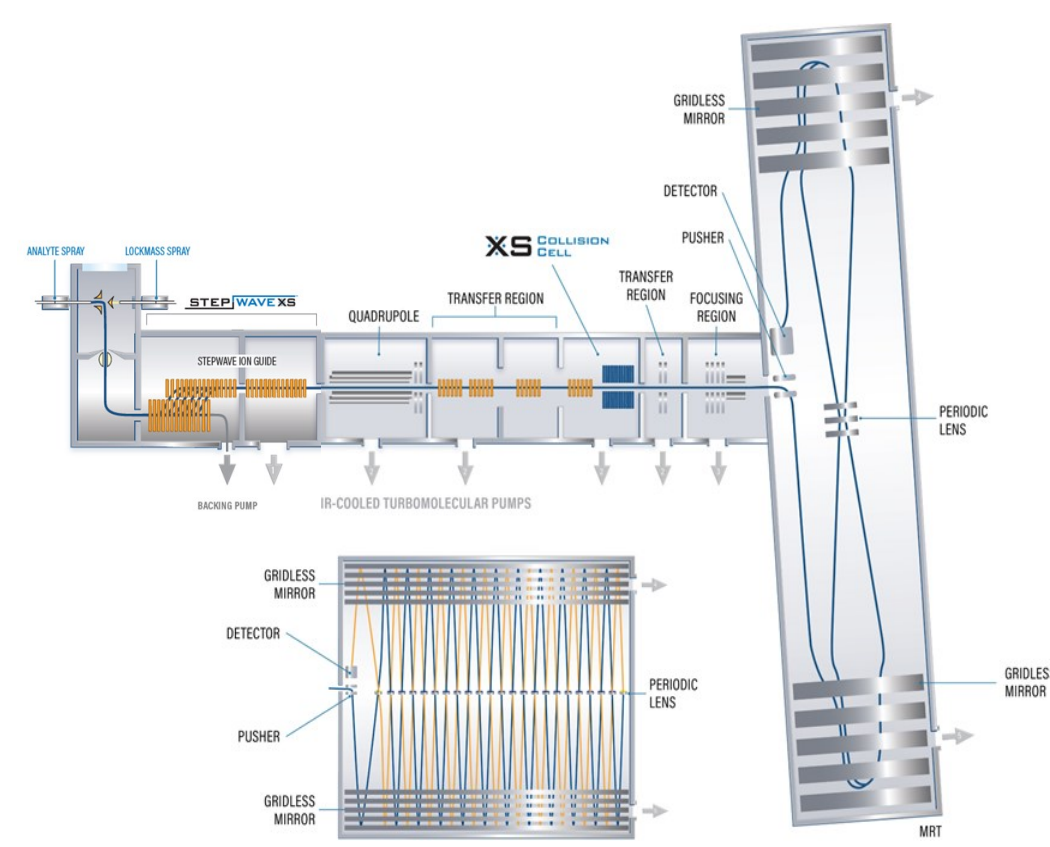 GRIDLESS
MIRROR
DETECTOR
PUSHER
ANALYTE SPRAY
LOCKMASS SPRAY
XS COLLISION
CELL
STEPWAVE XS
TRANSFER REGION
TRANSFER
REGION
FOCUSING
REGION
QUADRUPOLE
STEPWAVE ION GUIDE
PERIODIC
LENS
BACKING PUMP
IR-COOLED TURBOMOLECULAR PUMPS
GRIDLESS
MIRROR
DETECTOR
PUSHER
GRIDLESS
MIRROR
PERIODIC
LENS
GRIDLES
MIRROR
MRT